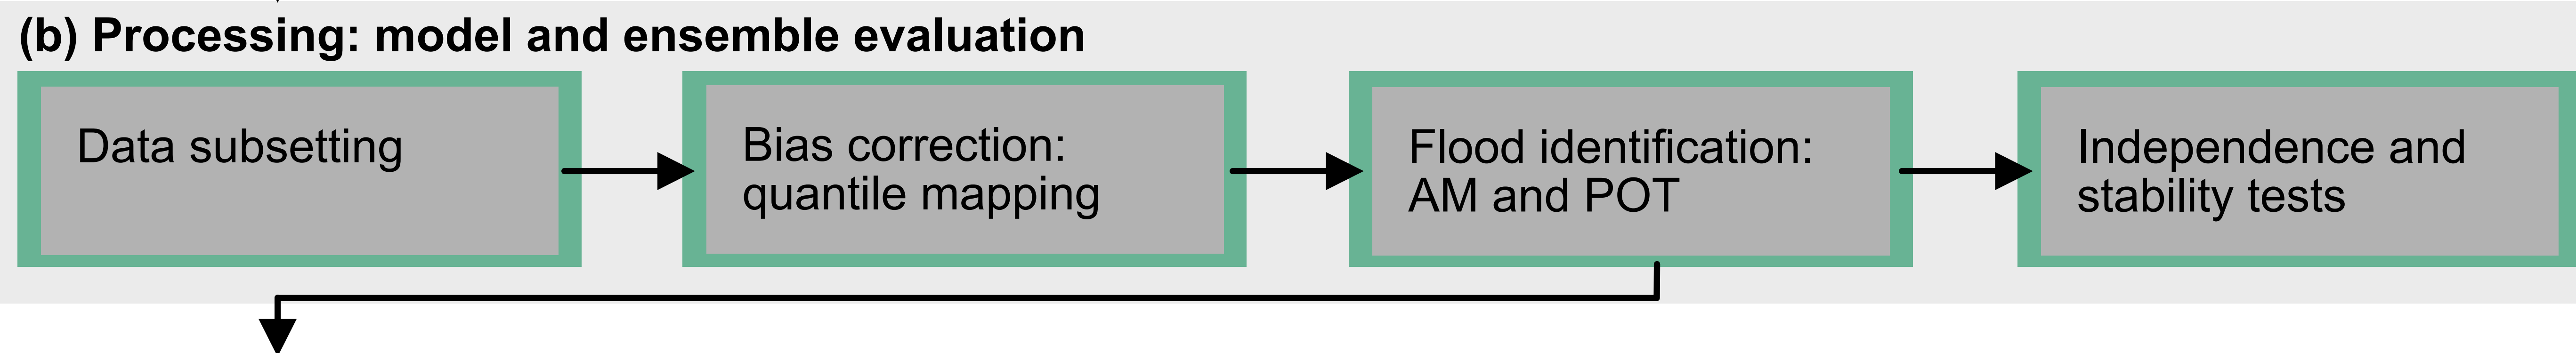 (b) Processing: model and ensemble evaluation
Data subsetting
Bias correction:
quantile mapping
Flood identification:
AM and POT
Independence and
stability tests